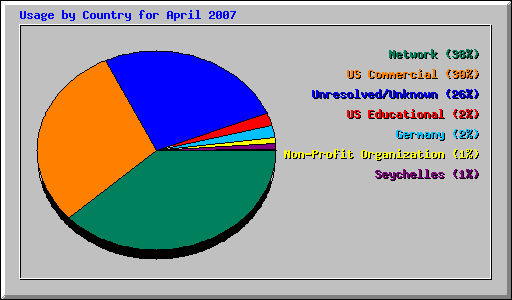 Usage by Country for April 2007
Network (38%)
US Commercial (30%)
Unresolved/Unknown (26%)
US Educational (2%)
Germany (2%)
Non-Profit Organization (1%)
Seychelles (1%)